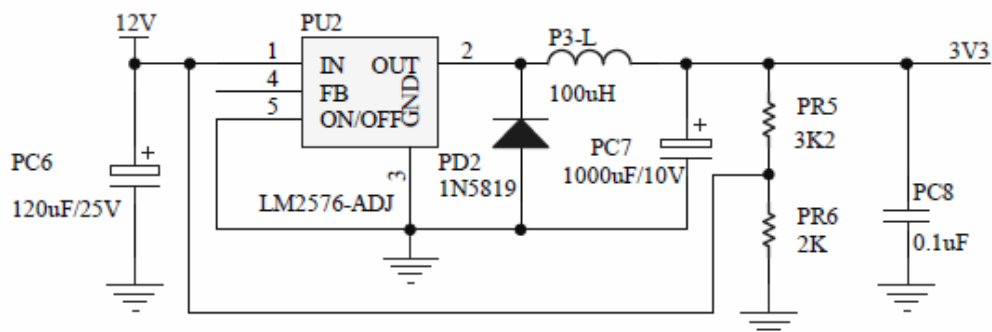 12V
PU2
P3-L
3V3
1
2
IN OUT
4
FB
5
ON/OFF
GND
3
100uH
PR5
3K2
PC6
120uF/25V
PD2
1N5819
PC7
1000uF/10V
LM2576-ADJ
PR6
2K
PC8
0.1uF